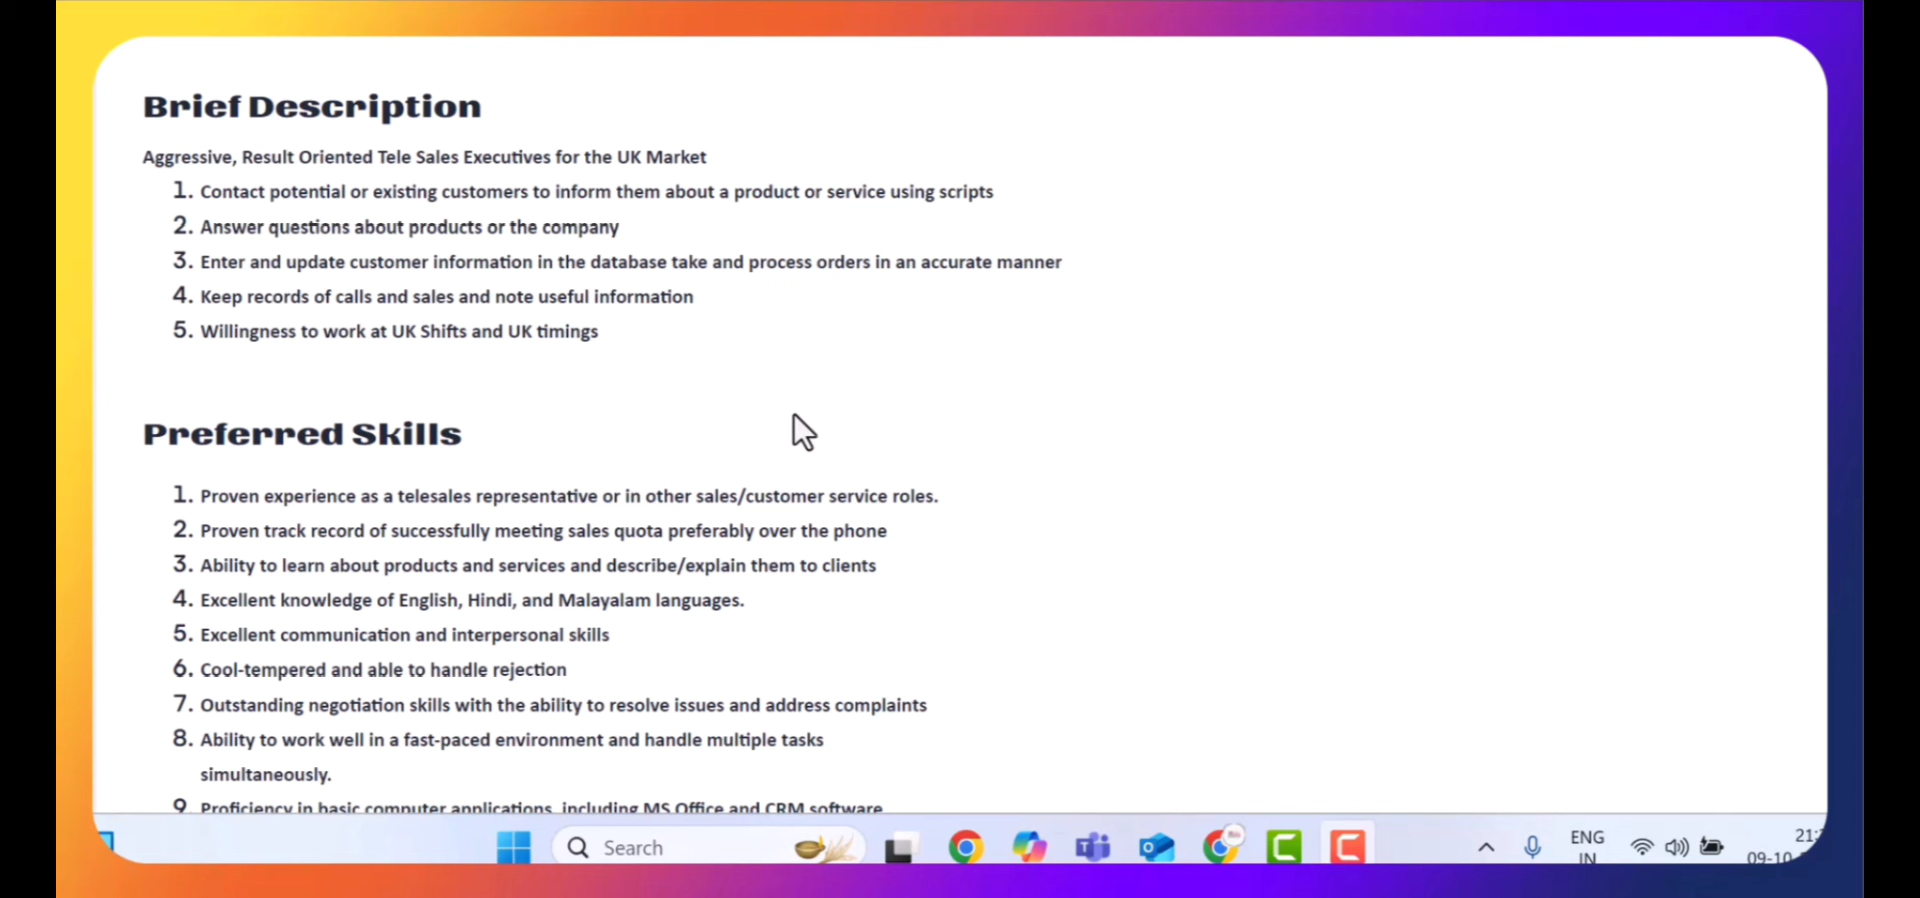 Brief Description
Aggressive, Result Oriented Tele Sales Executives for the UK Market
1. Contact potential or existing customers to inform them about a product or service using scripts
2. Answer questions about products or the company
3. Enter and update customer information in the database take and process orders in an accurate manner
4. Keep records of calls and sales and note useful information
5. Willingness to work at UK Shifts and UK timings
Preferred Skills
1. Proven experience as a telesales representative or in other sales/customer service roles.
2. Proven track record of successfully meeting sales quota preferably over the phone
3. Ability to learn about products and services and describe/explain them to clients
4. Excellent knowledge of English, Hindi, and Malayalam languages.
5. Excellent communication and interpersonal skills
6. Cool-tempered and able to handle rejection
7. Outstanding negotiation skills with the ability to resolve issues and address complaints
8. Ability to work well in a fast-paced environment and handle multiple tasks
simultaneously.
9 Proficiency in basic computer applications, including MS Office and CRM software
Search
ENG
IN
21:
09-10